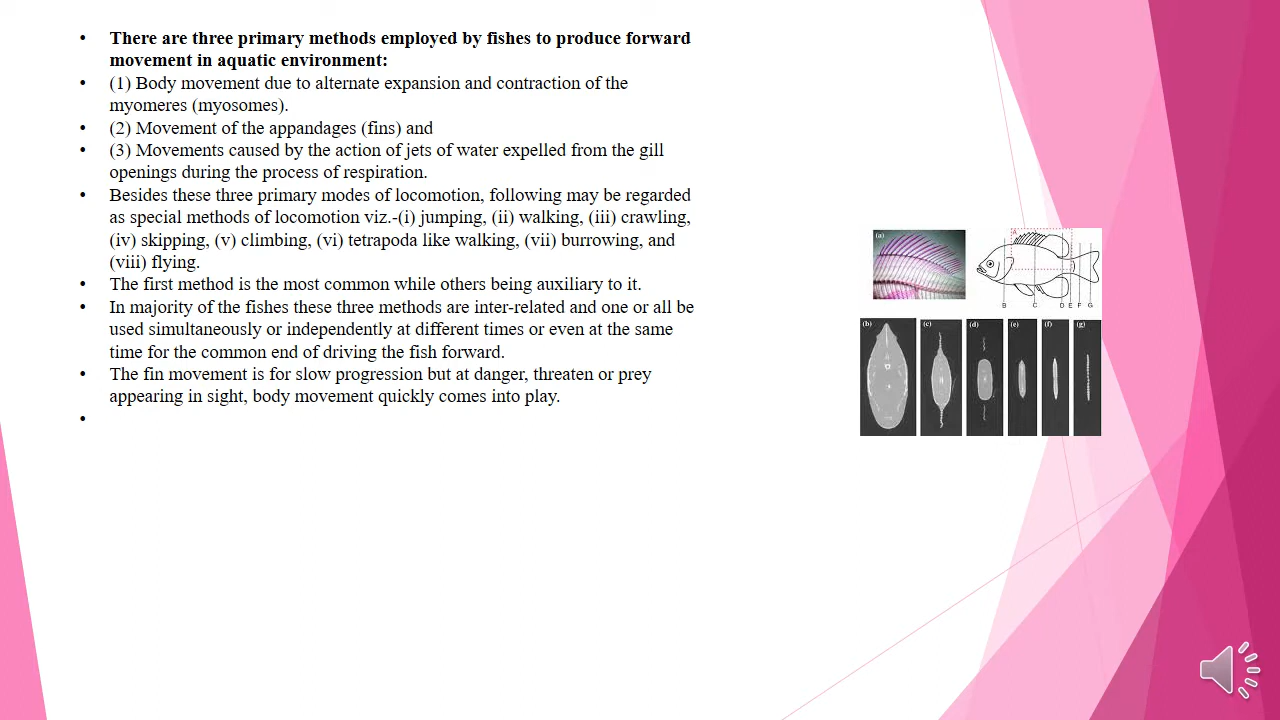 • There are three primary methods employed by fishes to produce forward
movement in aquatic environment:
• (1) Body movement due to alternate expansion and contraction of the
myomeres (myosomes).
• (2) Movement of the appandages (fins) and
• (3) Movements caused by the action of jets of water expelled from the gill
openings during the process of respiration.
• Besides these three primary modes of locomotion, following may be regarded
as special methods of locomotion viz.-(i) jumping, (ii) walking, (iii) crawling,
(iv) skipping, (v) climbing, (vi) tetrapoda like walking, (vii) burrowing, and
(viii) flying.
• The first method is the most common while others being auxiliary to it.
• In majority of the fishes these three methods are inter-related and one or all be
used simultaneously or independently at different times or even at the same
time for the common end of driving the fish forward.
• The fin movement is for slow progression but at danger, threaten or prey
appearing in sight, body movement quickly comes into play.
•
(a)
A
B C D E F G
(b) (c) (d) (e) (f) (g)